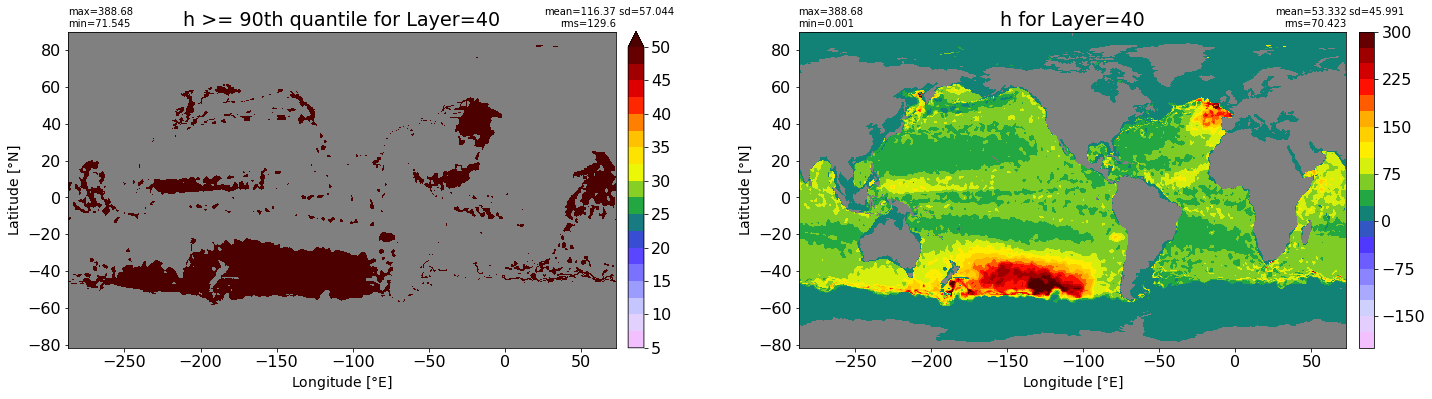 max=388.68
min=71.545
h >= 90th quantile for Layer=40
mean=116.37 sd=57.044
rms=129.6
80
60
40
20
0
−20
−40
−60
−80
Latitude [°N]
−250 −200 −150 −100 −50 0 50
Longitude [°E]
50
45
40
35
30
25
20
15
10
5
max=388.68
min=0.001
h for Layer=40
mean=53.332 sd=45.991
rms=70.423
80
60
40
20
0
−20
−40
−60
−80
Latitude [°N]
−250 −200 −150 −100 −50 0 50
Longitude [°E]
300
225
150
75
0
−75
−150